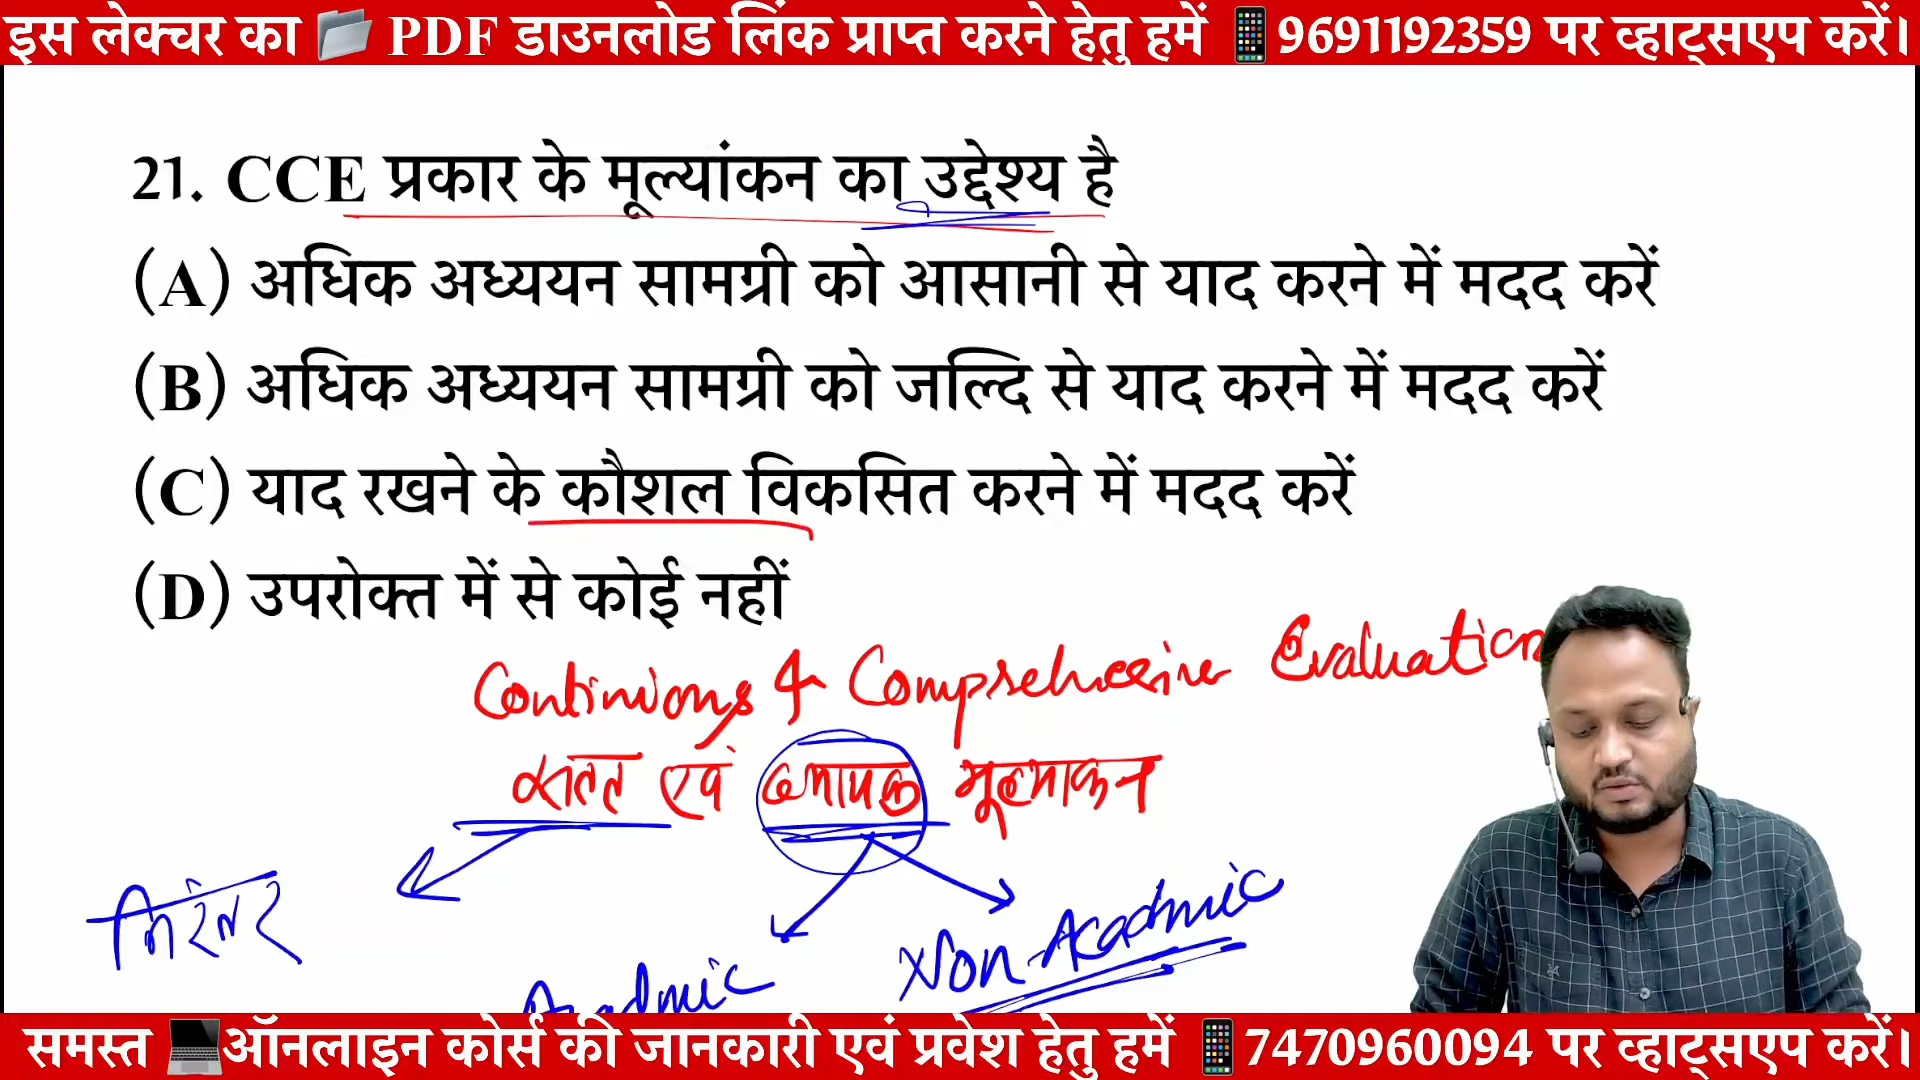 इस लेक्चर का PDF डाउनलोड लिंक प्राप्त करने हेतु हमें 9691192359 पर व्हाट्सएप करें।
21. CCE प्रकार के मूल्यांकन का उद्देश्य है
(A) अधिक अध्ययन सामग्री को आसानी से याद करने में मदद करें
(B) अधिक अध्ययन सामग्री को जल्दि से याद करने में मदद करें
(C) याद रखने के कौशल विकसित करने में मदद करें
(D) उपरोक्त में से कोई नहीं
& Evaluation
सतत एवं व्यापक मूल्यांकन
निरंतर
Non-Acadmic
Acadmic
समस्त ऑनलाइन कोर्स की जानकारी एवं प्रवेश हेतु हमें 7470960094 पर व्हाट्सएप करें।